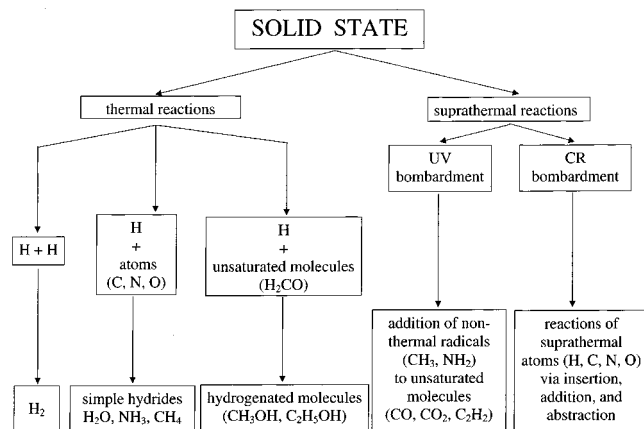 SOLID STATE
thermal reactions
suprathermal reactions
UV
bombardment
CR
bombardment
H + H
H
+
atoms
(C, N, O)
H
+
unsaturated molecules
(H₂CO)
H₂
simple hydrides
H₂O, NH₃, CH₄
hydrogenated molecules
(CH₃OH, C₂H₅OH)
addition of non-
thermal radicals
(CH₃, NH₂)
to unsaturated
molecules
(CO, CO₂, C₂H₂)
reactions of
suprathermal
atoms (H, C, N, O)
via insertion,
addition, and
abstraction